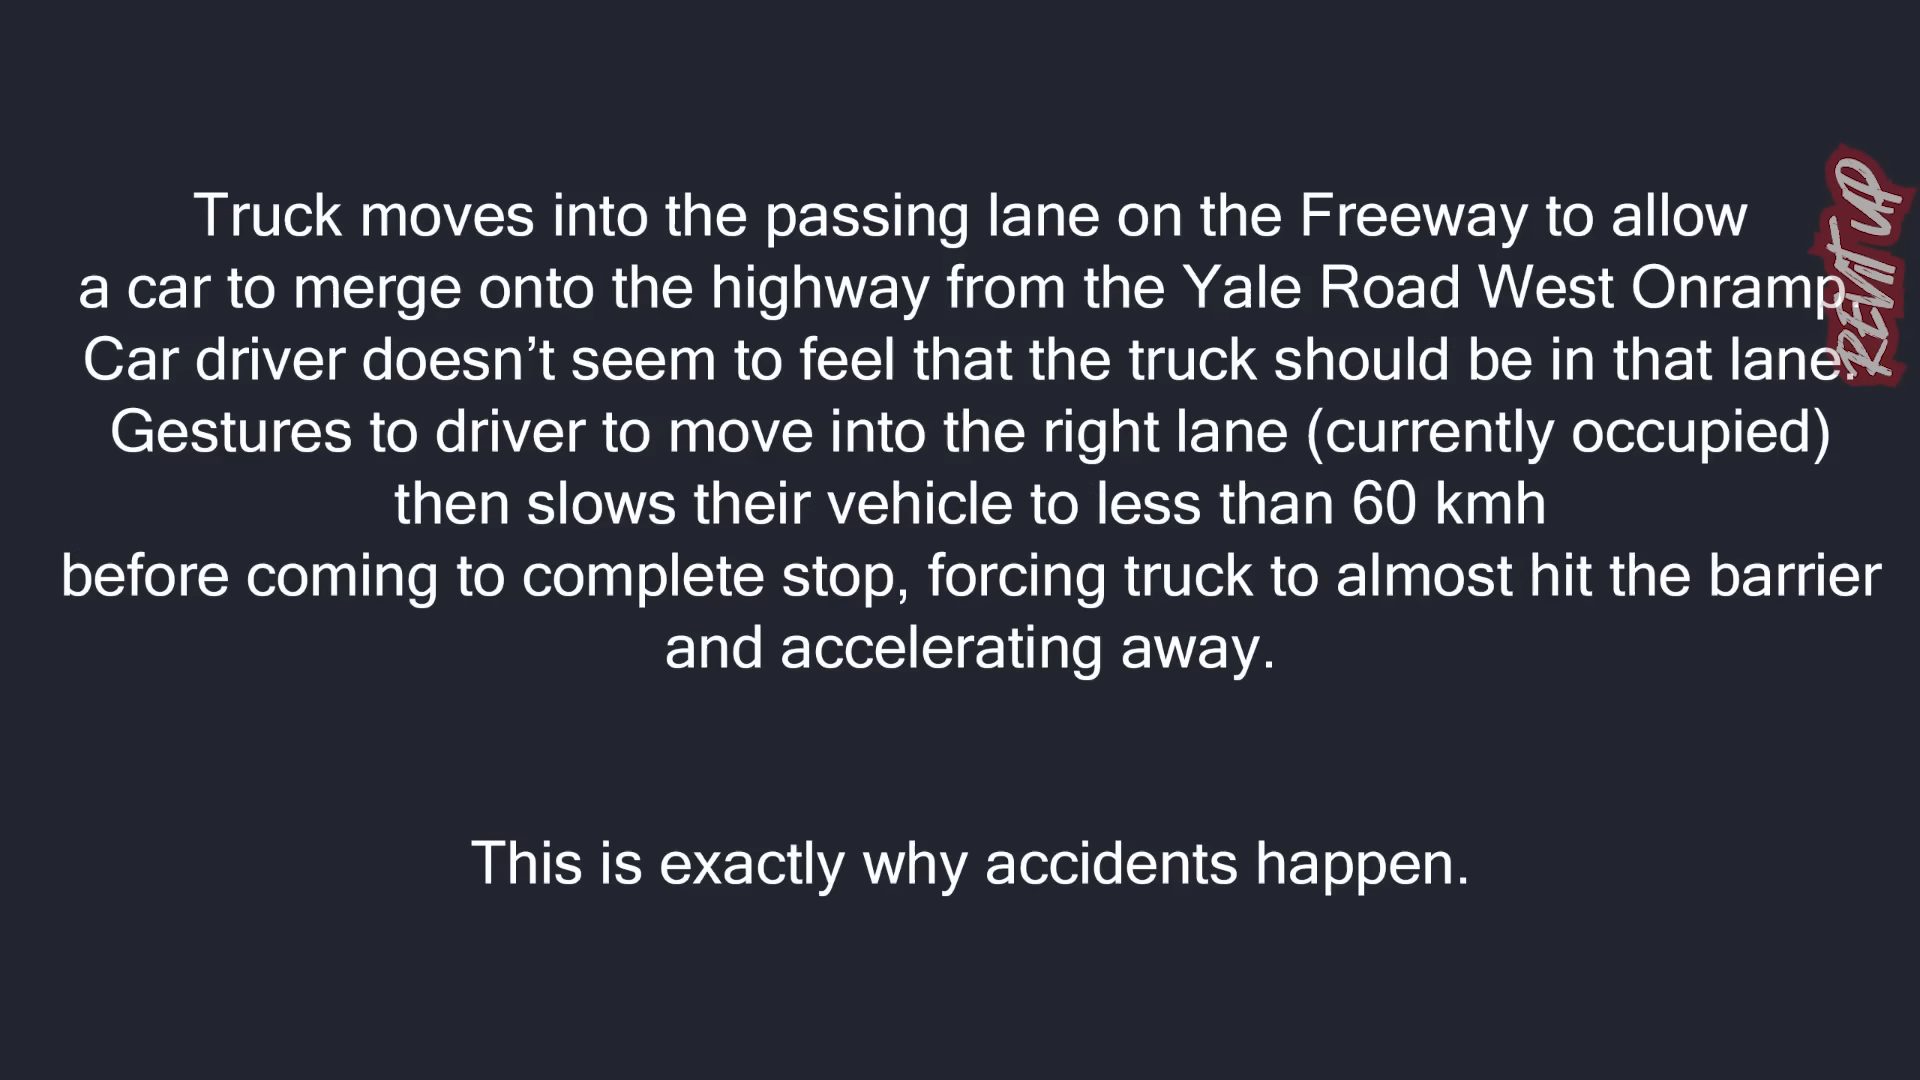 Truck moves into the passing lane on the Freeway to allow
a car to merge onto the highway from the Yale Road West Onramp.
Car driver doesn’t seem to feel that the truck should be in that lane.
Gestures to driver to move into the right lane (currently occupied)
then slows their vehicle to less than 60 kmh
before coming to complete stop, forcing truck to almost hit the barrier
and accelerating away.
This is exactly why accidents happen.
REV IT UP